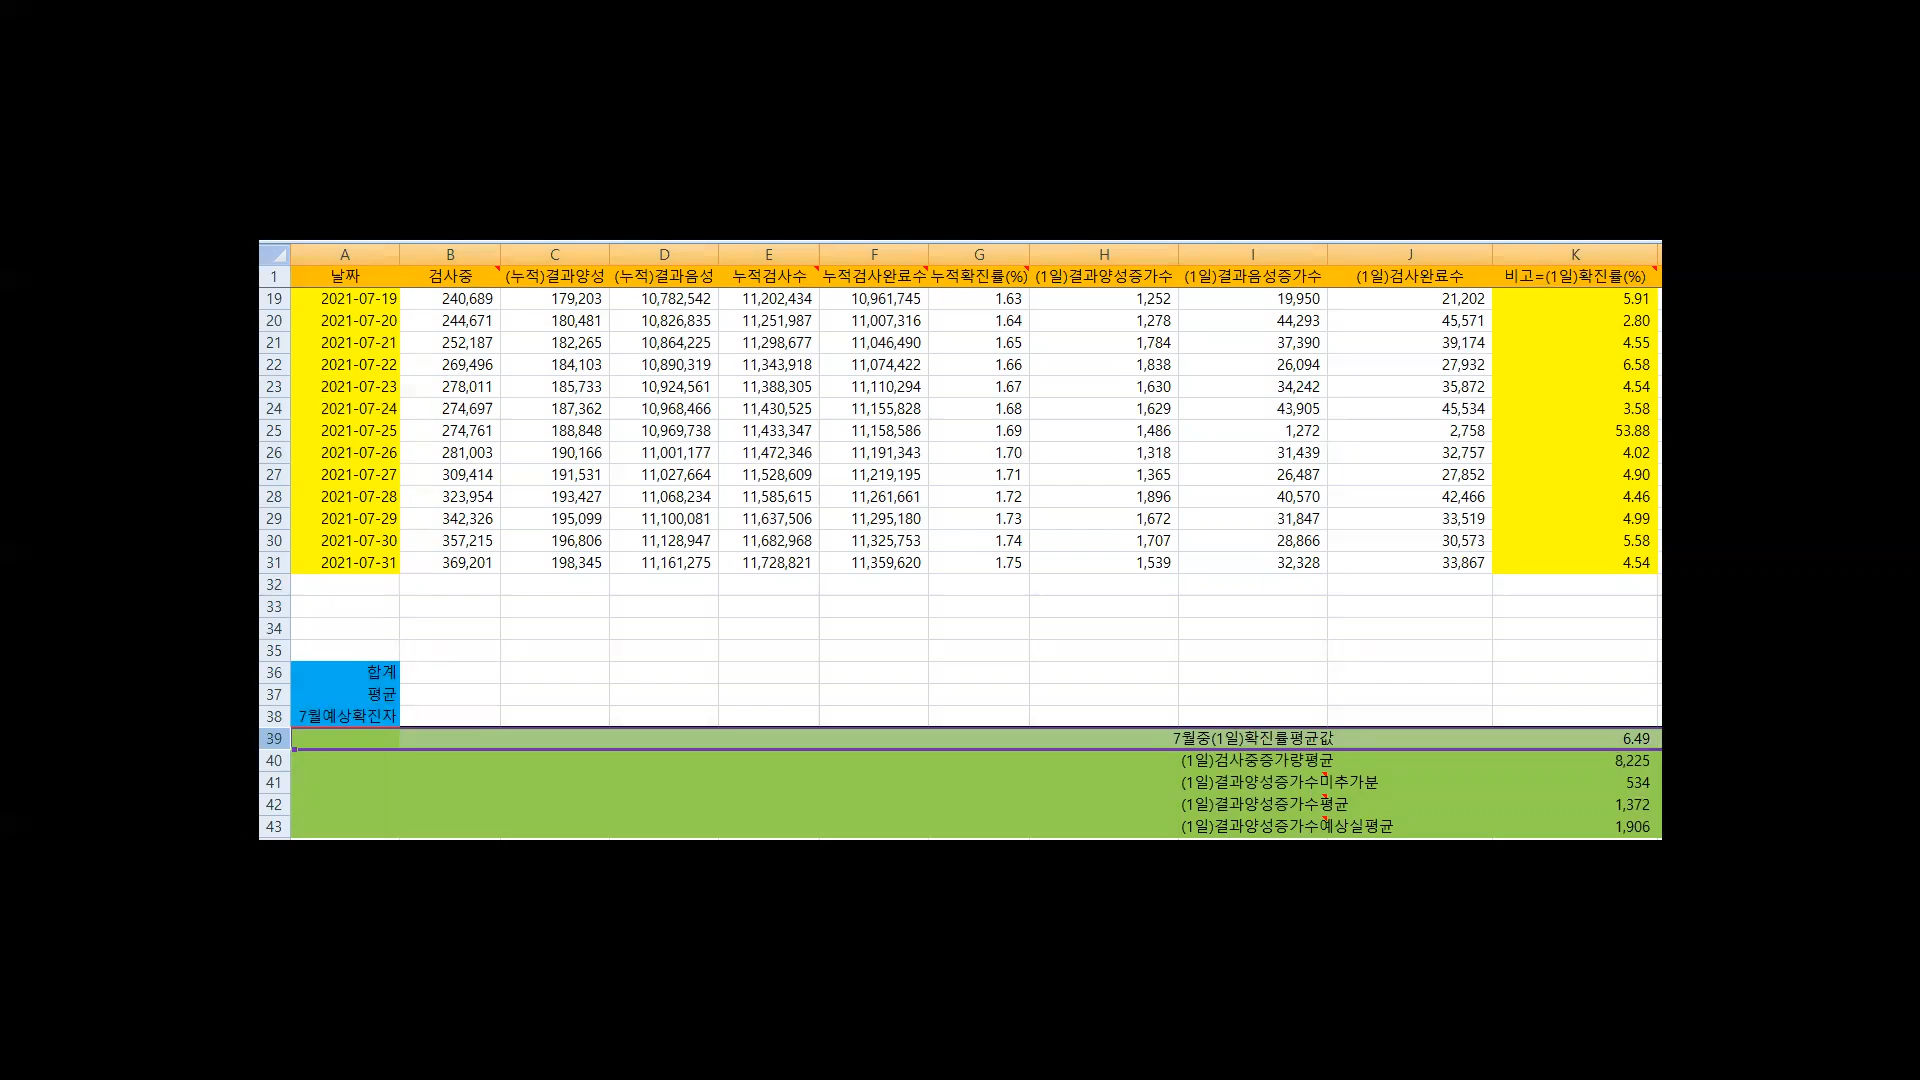 A B C D E F G H I J K
1 날짜 검사중 (누적)결과양성 (누적)결과음성 누적검사수 누적검사완료수 누적확진률(%) (1일)결과양성증가수 (1일)결과음성증가수 (1일)검사완료수 비고=(1일)확진률(%)
19 2021-07-19 240,689 179,203 10,782,542 11,202,434 10,961,745 1.63 1,252 19,950 21,202 5.91
20 2021-07-20 244,671 180,481 10,826,835 11,251,987 11,007,316 1.64 1,278 44,293 45,571 2.80
21 2021-07-21 252,187 182,265 10,864,225 11,298,677 11,046,490 1.65 1,784 37,390 39,174 4.55
22 2021-07-22 269,496 184,103 10,890,319 11,343,918 11,074,422 1.66 1,838 26,094 27,932 6.58
23 2021-07-23 278,011 185,733 10,924,561 11,388,305 11,110,294 1.67 1,630 34,242 35,872 4.54
24 2021-07-24 274,697 187,362 10,968,466 11,430,525 11,155,828 1.68 1,629 43,905 45,534 3.58
25 2021-07-25 274,761 188,848 10,969,738 11,433,347 11,158,586 1.69 1,486 1,272 2,758 53.88
26 2021-07-26 281,003 190,166 11,001,177 11,472,346 11,191,343 1.70 1,318 31,439 32,757 4.02
27 2021-07-27 309,414 191,531 11,027,664 11,528,609 11,219,195 1.71 1,365 26,487 27,852 4.90
28 2021-07-28 323,954 193,427 11,068,234 11,585,615 11,261,661 1.72 1,896 40,570 42,466 4.46
29 2021-07-29 342,326 195,099 11,100,081 11,637,506 11,295,180 1.73 1,672 31,847 33,519 4.99
30 2021-07-30 357,215 196,806 11,128,947 11,682,968 11,325,753 1.74 1,707 28,866 30,573 5.58
31 2021-07-31 369,201 198,345 11,161,275 11,728,821 11,359,620 1.75 1,539 32,328 33,867 4.54
32
33
34
35
36 합계
37 평균
38 7월예상확진자
39 7월중(1일)확진률평균값 6.49
40 (1일)검사중증가량평균 8,225
41 (1일)결과양성증가수미추가분 534
42 (1일)결과양성증가수평균 1,372
43 (1일)결과양성증가수예상실평균 1,906